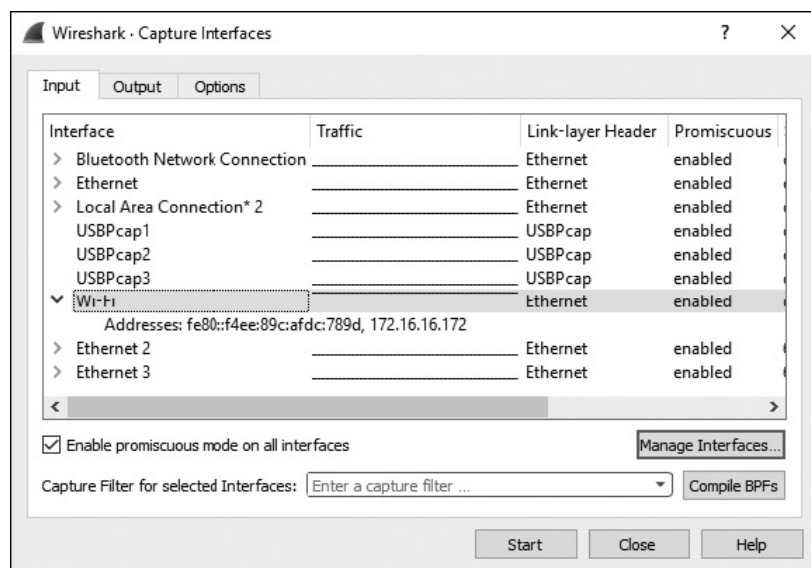 Wireshark · Capture Interfaces ?
Input Output Options
Interface Traffic Link-layer Header Promiscuous
Bluetooth Network Connection Ethernet enabled
Ethernet Ethernet enabled
Local Area Connection* 2 Ethernet enabled
USBPcap1 USBPcap enabled
USBPcap2 USBPcap enabled
USBPcap3 USBPcap enabled
Wi-Fi Ethernet enabled
Addresses: fe80::f4ee:89c:afdc:789d, 172.16.16.172
Ethernet 2 Ethernet enabled
Ethernet 3 Ethernet enabled
Enable promiscuous mode on all interfaces Manage Interfaces...
Capture Filter for selected Interfaces: Enter a capture filter ... Compile BPFs
Start Close Help